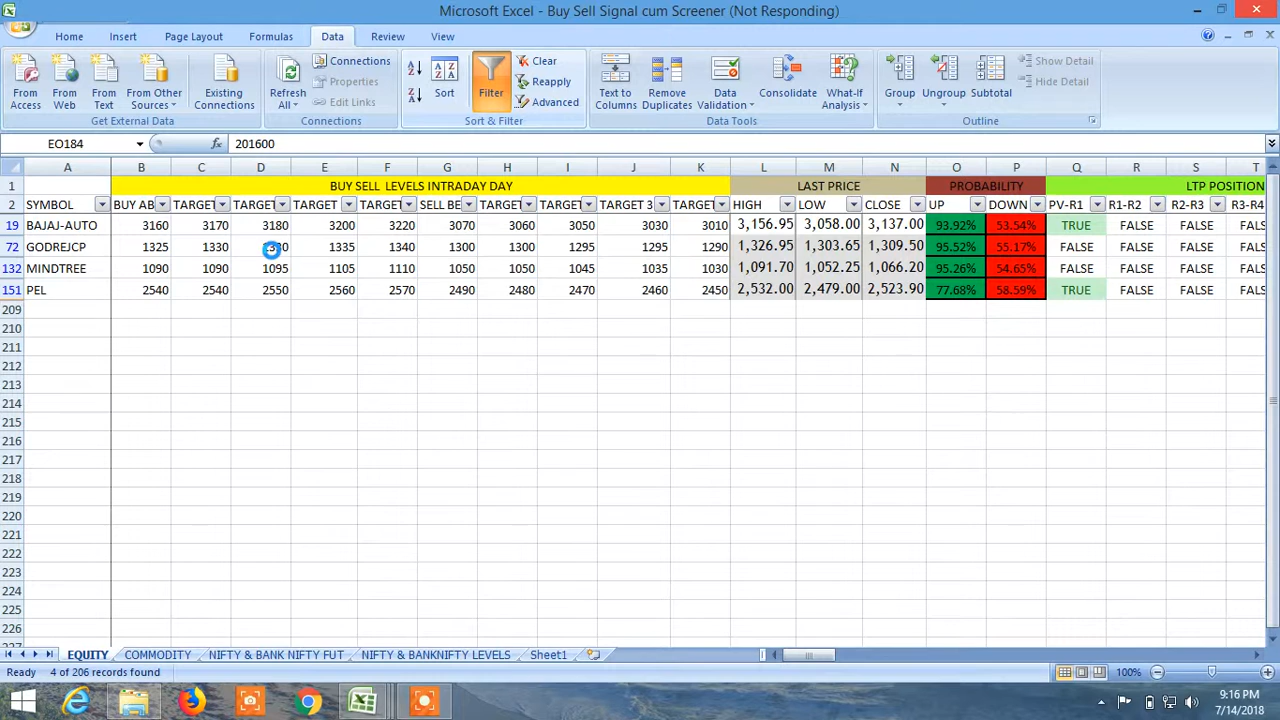 Microsoft Excel - Buy Sell Signal cum Screener (Not Responding)
Home Insert Page Layout Formulas Data Review View
From Access
From Web
From Text
From Other Sources
Existing Connections
Get External Data
Refresh All
Connections
Properties
Edit Links
Connections
Sort
Filter
Clear
Reapply
Advanced
Sort & Filter
Text to Columns
Remove Duplicates
Data Validation
Consolidate
What-If Analysis
Data Tools
Group
Ungroup
Subtotal
Show Detail
Hide Detail
Outline
EO184 fx 201600
A B C D E F G H I J K L M N O P Q R S T
1 BUY SELL LEVELS INTRADAY DAY LAST PRICE PROBABILITY LTP POSITION
2 SYMBOL BUY AB TARGET TARGET TARGET TARGET SELL BE TARGET TARGET TARGET 3 TARGET HIGH LOW CLOSE UP DOWN PV-R1 R1-R2 R2-R3 R3-R4
19 BAJAJ-AUTO 3160 3170 3180 3200 3220 3070 3060 3050 3030 3010 3,156.95 3,058.00 3,137.00 93.92% 53.54% TRUE FALSE FALSE FALS
72 GODREJCP 1325 1330 1335 1340 1300 1300 1295 1295 1290 1,326.95 1,303.65 1,309.50 95.52% 55.17% FALSE FALSE FALSE FALS
132 MINDTREE 1090 1090 1095 1105 1110 1050 1050 1045 1035 1030 1,091.70 1,052.25 1,066.20 95.26% 54.65% FALSE FALSE FALSE FALS
151 PEL 2540 2540 2550 2560 2570 2490 2480 2470 2460 2450 2,532.00 2,479.00 2,523.90 77.68% 58.59% TRUE FALSE FALSE FALS
209
210
211
212
213
214
215
216
217
218
219
220
221
222
223
224
225
226
227
EQUITY COMMODITY NIFTY & BANK NIFTY FUT NIFTY & BANKNIFTY LEVELS Sheet1
Ready 4 of 206 records found 100%
9:16 PM
7/14/2018